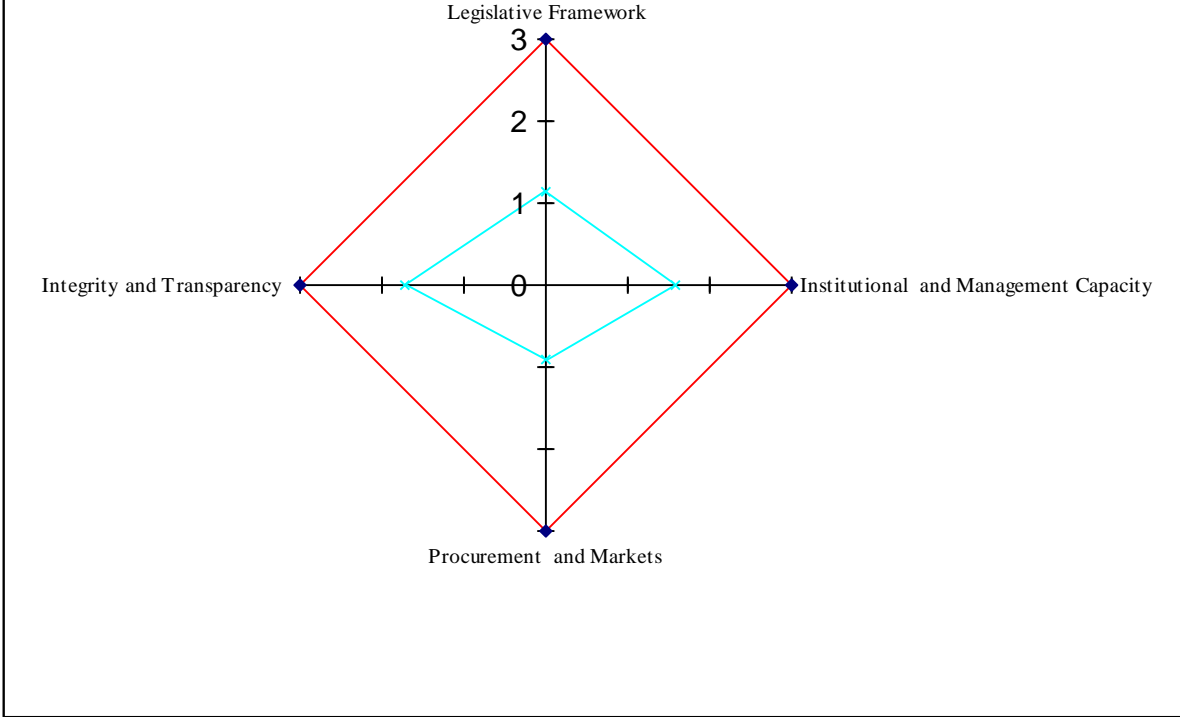 Legislative Framework
3
2
1
Integrity and Transparency
0
Institutional and Management Capacity
Procurement and Markets